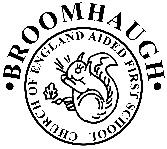 •BROOMHAUGH•
CHURCH OF ENGLAND AIDED FIRST SCHOOL